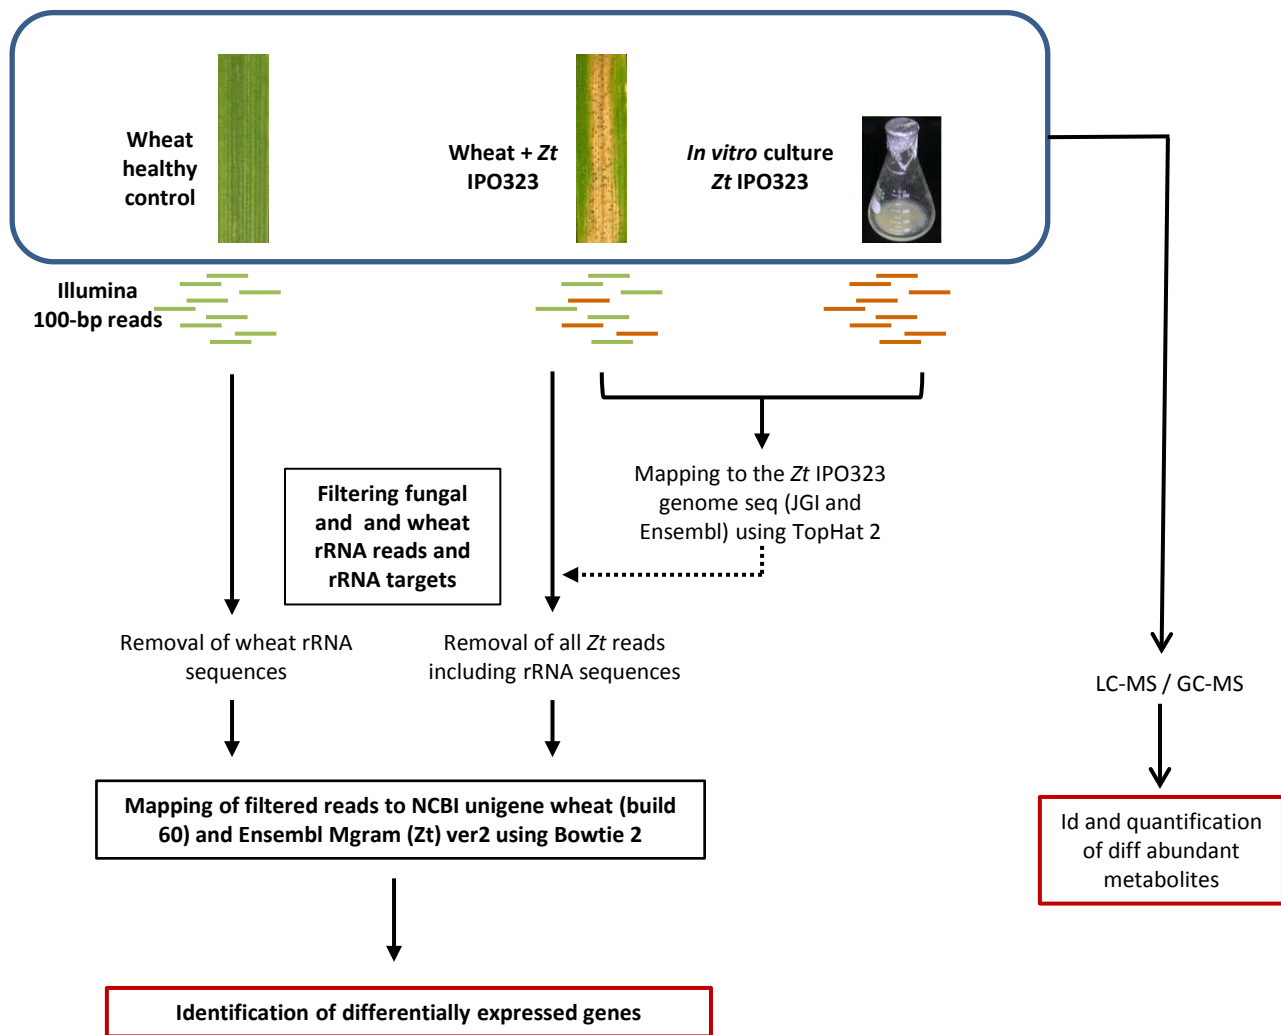 Wheat
healthy
control
Wheat + Zt
IPO323
In vitro culture
Zt IPO323
Illumina
100-bp reads
Mapping to the Zt IPO323
genome seq (JGI and
Ensembl) using TopHat 2
Filtering fungal
and  and wheat
rRNA reads and
rRNA targets
Removal of wheat rRNA
sequences
Removal of all Zt reads
including rRNA sequences
LC-MS / GC-MS
Mapping of filtered reads to NCBI unigene wheat (build
60) and Ensembl Mgram (Zt) ver2 using Bowtie 2
Id and quantification
of diff abundant
metabolites
Identification of differentially expressed genes